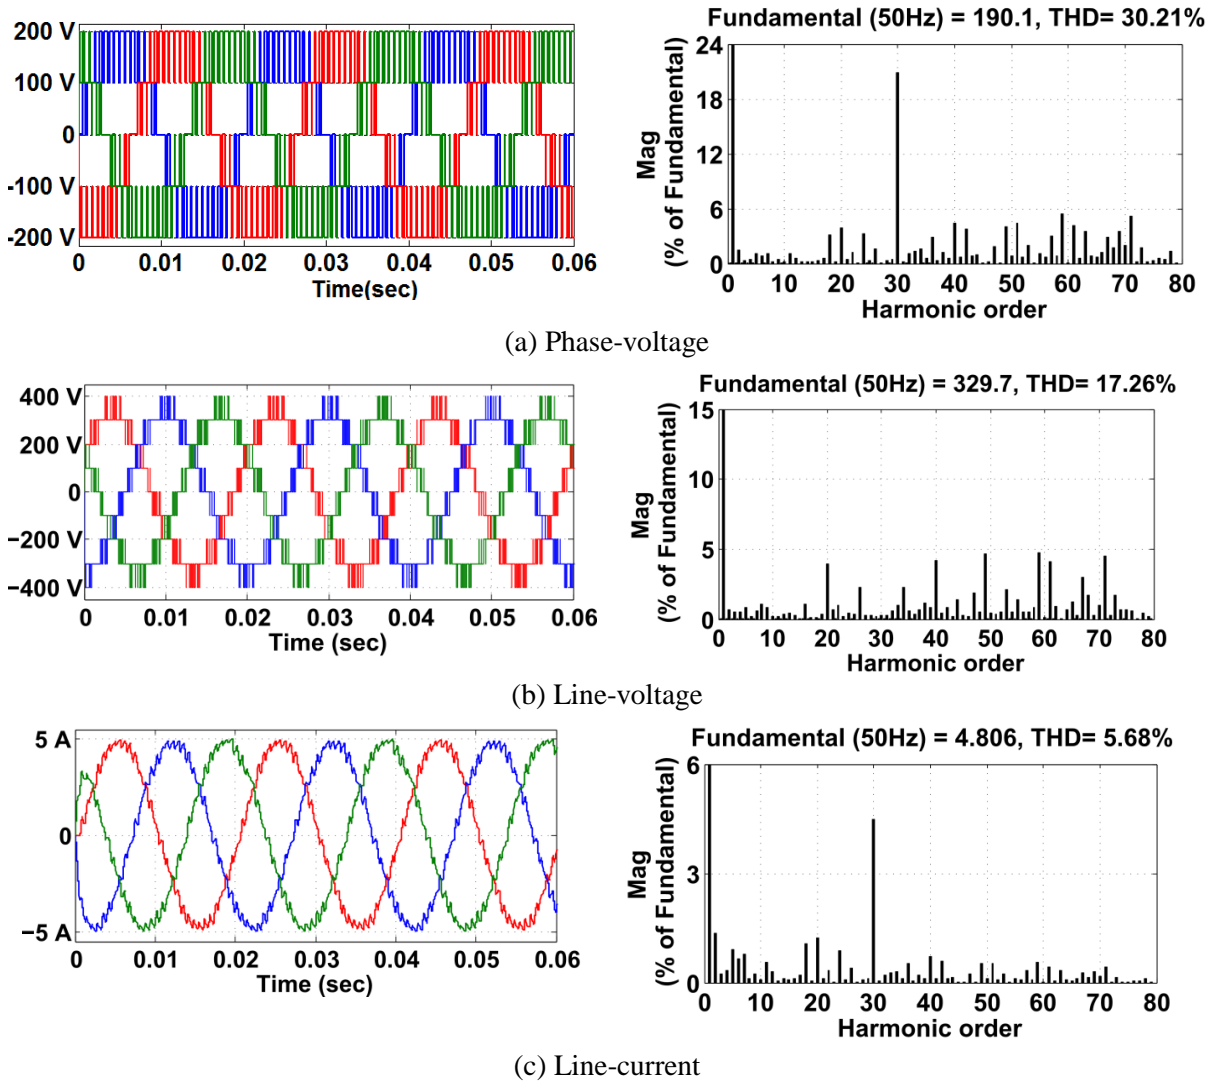 200 V
100 V
0
-100 V
-200 V
0 0.01 0.02 0.03 0.04 0.05 0.06
Time(sec)
Fundamental (50Hz) = 190.1, THD= 30.21%
Mag
(% of Fundamental)
24
18
12
6
0
0 10 20 30 40 50 60 70 80
Harmonic order
(a) Phase-voltage
400 V
200 V
0
−200 V
−400 V
0 0.01 0.02 0.03 0.04 0.05 0.06
Time (sec)
Fundamental (50Hz) = 329.7, THD= 17.26%
Mag
(% of Fundamental)
15
10
5
0
0 10 20 30 40 50 60 70 80
Harmonic order
(b) Line-voltage
5 A
0
−5 A
0 0.01 0.02 0.03 0.04 0.05 0.06
Time (sec)
Fundamental (50Hz) = 4.806, THD= 5.68%
Mag
(% of Fundamental)
6
3
0
0 10 20 30 40 50 60 70 80
Harmonic order
(c) Line-current